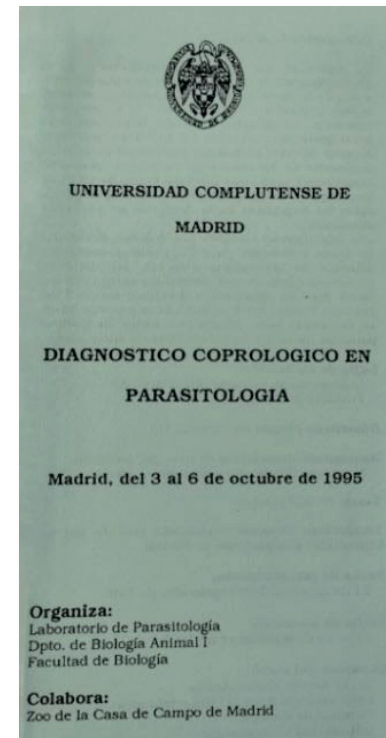 UNIVERSIDAD COMPLUTENSE DE
MADRID
DIAGNOSTICO COPROLOGICO EN
PARASITOLOGIA
Madrid, del 3 al 6 de octubre de 1995
Organiza:
Laboratorio de Parasitología
Dpto. de Biología Animal I
Facultad de Biología
Colabora:
Zoo de la Casa de Campo de Madrid